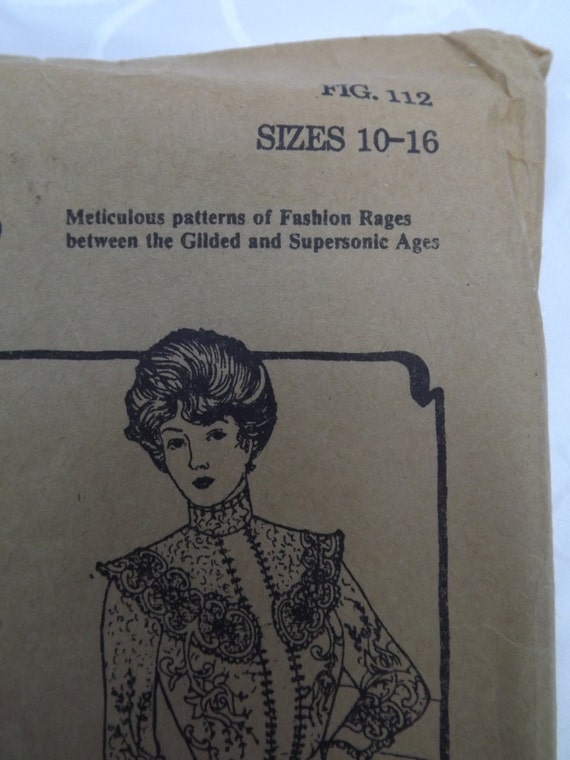 FIG. 112
SIZES 10-16
Meticulous patterns of Fashion Rages
between the Gilded and Supersonic Ages